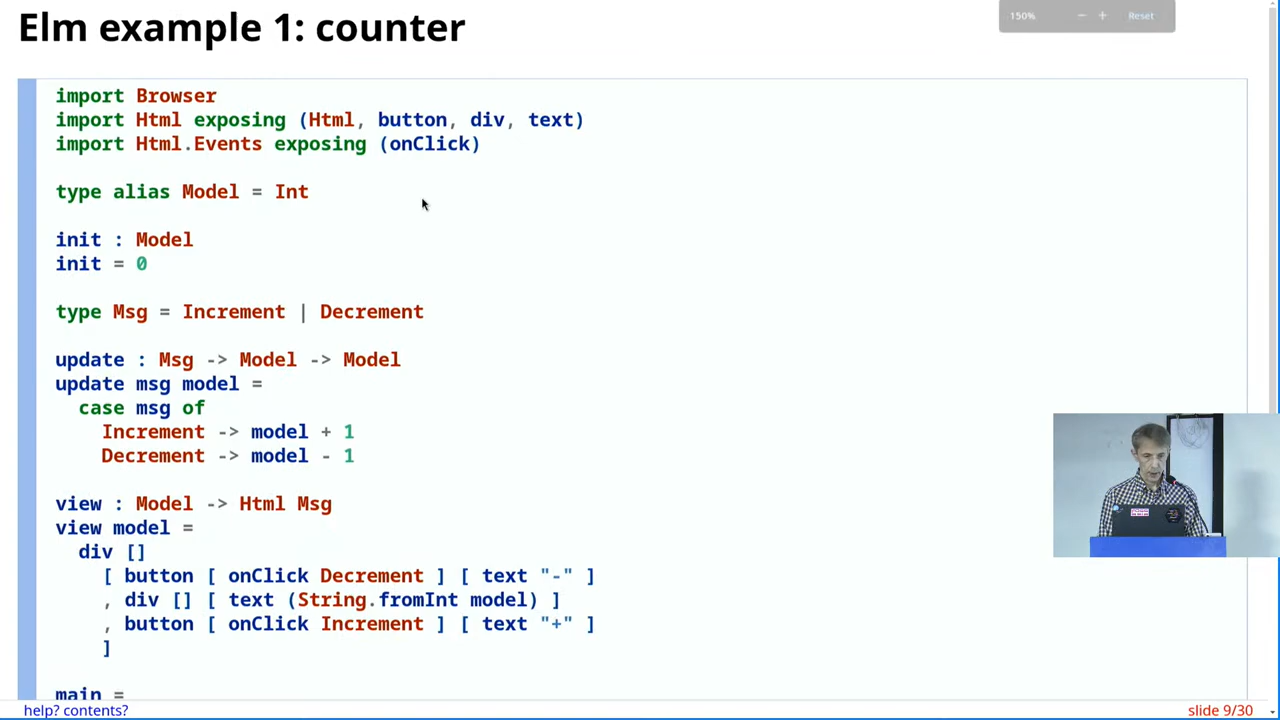 Elm example 1: counter
150% − + Reset
import Browser
import Html exposing (Html, button, div, text)
import Html.Events exposing (onClick)
type alias Model = Int
init : Model
init = 0
type Msg = Increment | Decrement
update : Msg -> Model -> Model
update msg model =
case msg of
Increment -> model + 1
Decrement -> model - 1
view : Model -> Html Msg
view model =
div []
[ button [ onClick Decrement ] [ text "-" ]
, div [] [ text (String.fromInt model) ]
, button [ onClick Increment ] [ text "+" ]
]
main =
help? contents?
slide 9/30